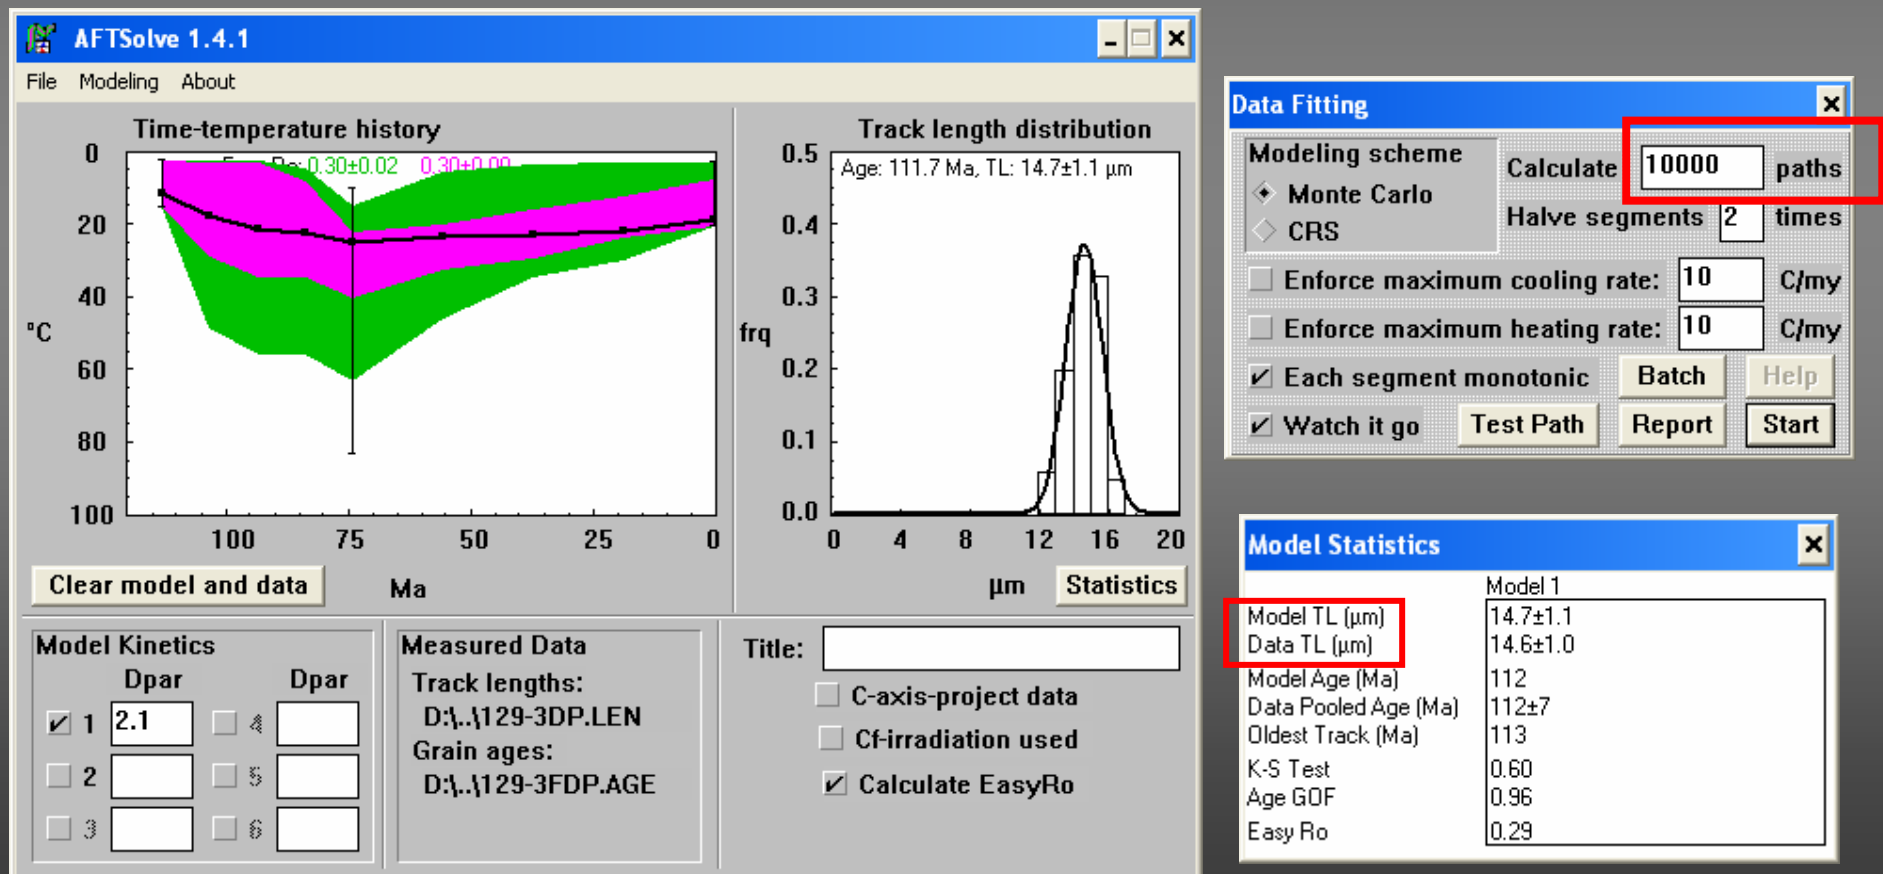 AFTSolve 1.4.1
File Modeling About
Time-temperature history
0.30±0.02 0.30±0.00
0
20
40
60
80
100
°C
100 75 50 25 0
Clear model and data
Ma
Track length distribution
Age: 111.7 Ma, TL: 14.7±1.1 µm
0.5
0.4
0.3
0.2
0.1
0.0
frq
0 4 8 12 16 20
µm
Statistics
Model Kinetics
Dpar Dpar
1 2.1 4
2 5
3 6
Measured Data
Track lengths:
D:\..\129-3DP.LEN
Grain ages:
D:\..\129-3FDP.AGE
Title:
C-axis-project data
Cf-irradiation used
Calculate EasyRo
Data Fitting
Modeling scheme
Monte Carlo
CRS
Calculate 10000 paths
Halve segments 2 times
Enforce maximum cooling rate: 10 C/my
Enforce maximum heating rate: 10 C/my
Each segment monotonic
Batch Help
Watch it go
Test Path Report Start
Model Statistics
Model 1
Model TL (µm) 14.7±1.1
Data TL (µm) 14.6±1.0
Model Age (Ma) 112
Data Pooled Age (Ma) 112±7
Oldest Track (Ma) 113
K-S Test 0.60
Age GOF 0.96
Easy Ro 0.29